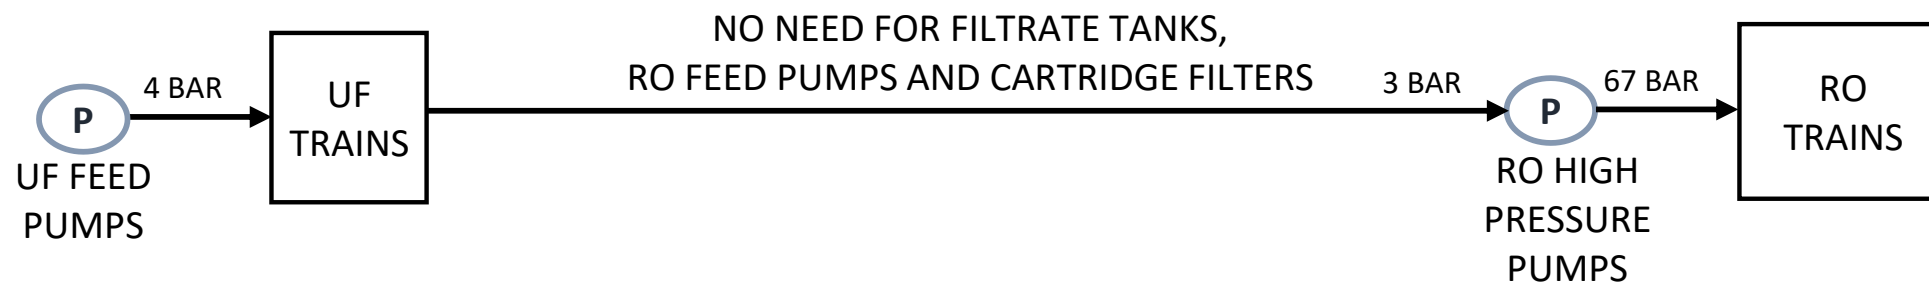 NO NEED FOR FILTRATE TANKS,
RO FEED PUMPS AND CARTRIDGE FILTERS
P
4 BAR
UF
TRAINS
3 BAR
P
67 BAR
RO
TRAINS
UF FEED
PUMPS
RO HIGH
PRESSURE
PUMPS